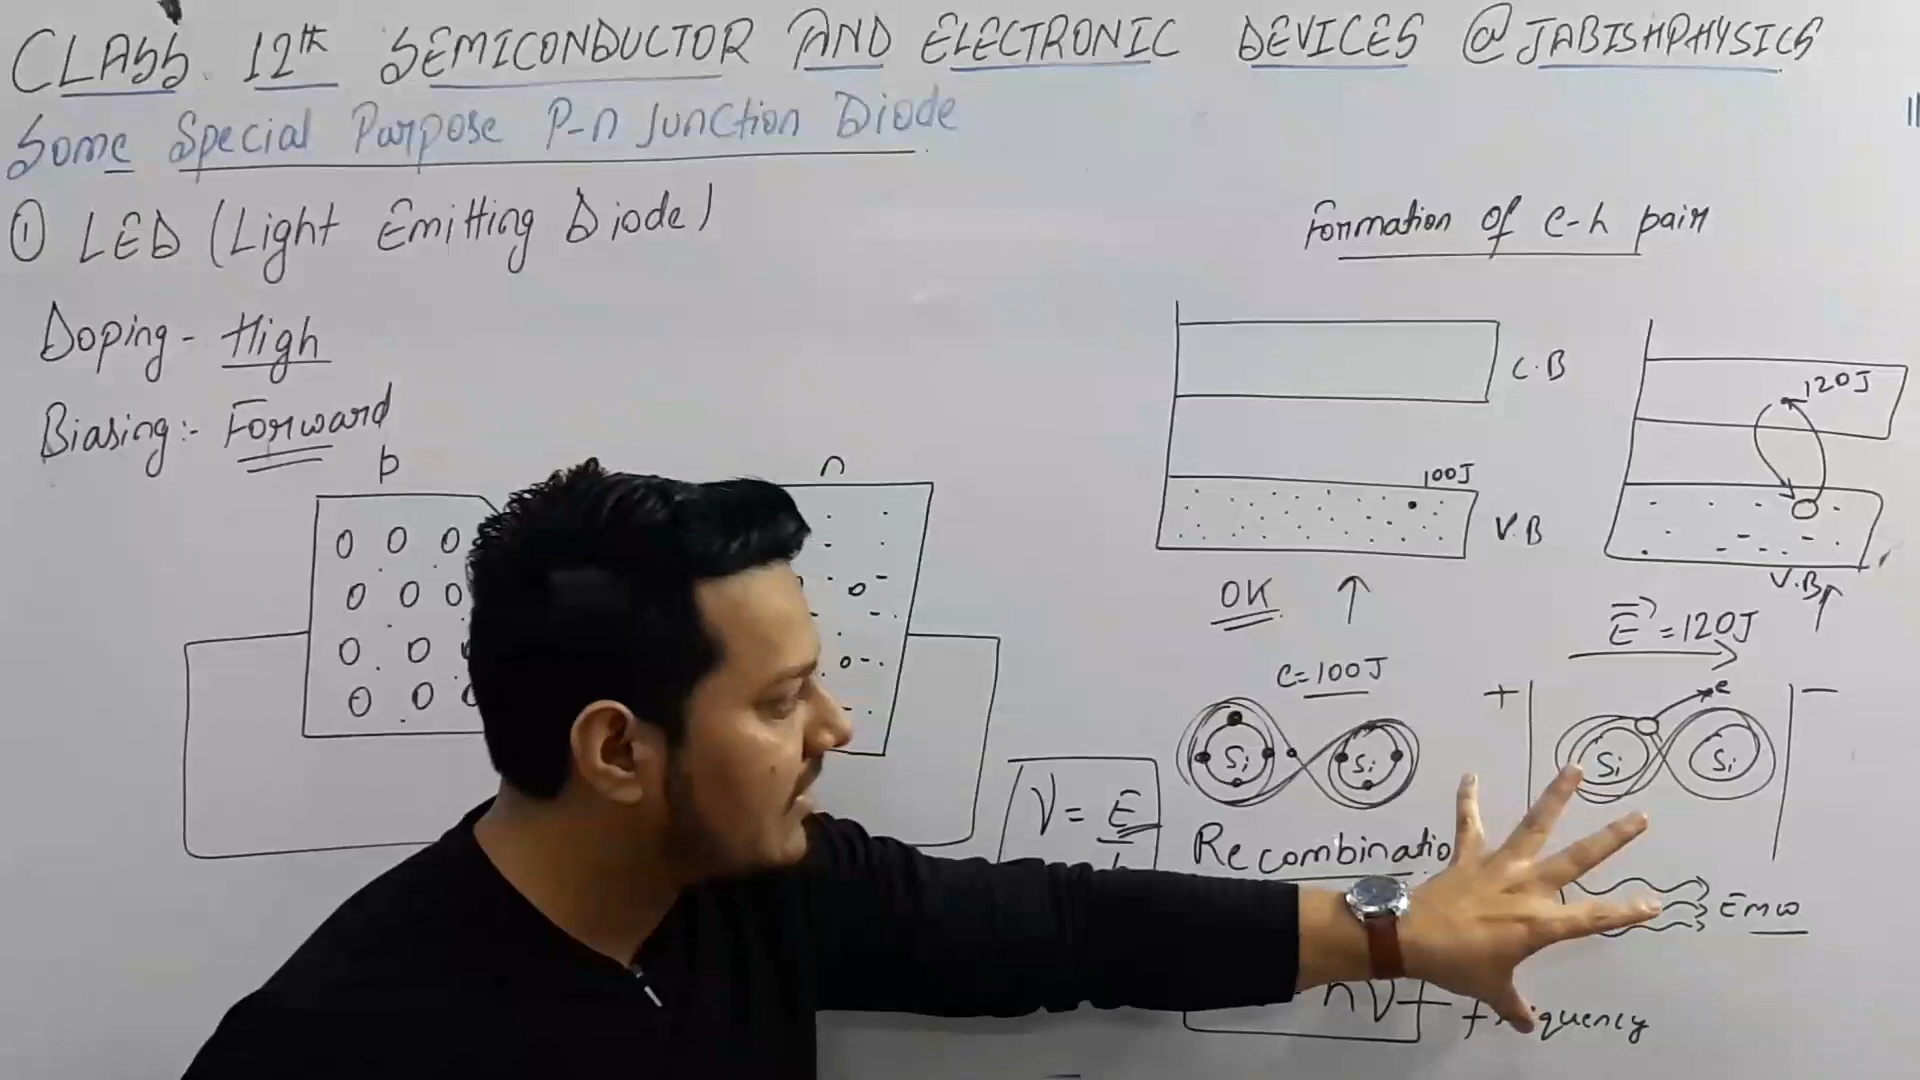 CLASS 12th SEMICONDUCTOR AND ELECTRONIC DEVICES @JABISHPHYSICS
Some Special Purpose P-n Junction Diode
① LED (Light Emitting Diode)
Doping - High
Biasing :- Forward
p
n
Formation of e-h pair
C.B
100J
V.B
120J
V.B
OK
E = 120J
e = 100J
+
e
-
Si
Si
Si
Si
ν = E
Recombinatio
Emw
hν
frequency